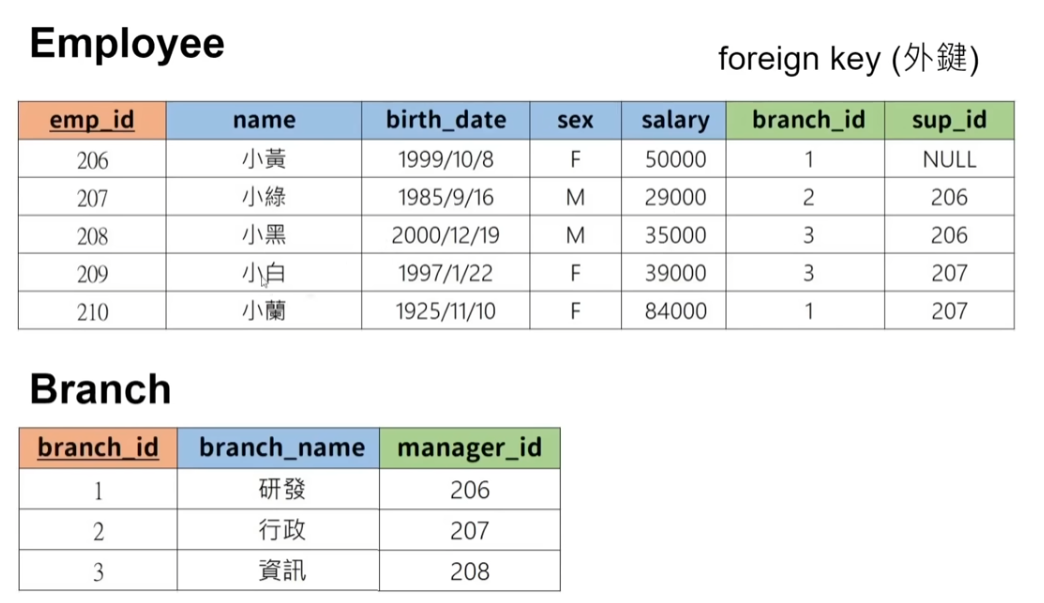 Employee
foreign key (外鍵)
emp_id name birth_date sex salary branch_id sup_id
206 小黃 1999/10/8 F 50000 1 NULL
207 小綠 1985/9/16 M 29000 2 206
208 小黑 2000/12/19 M 35000 3 206
209 小白 1997/1/22 F 39000 3 207
210 小蘭 1925/11/10 F 84000 1 207
Branch
branch_id branch_name manager_id
1 研發 206
2 行政 207
3 資訊 208